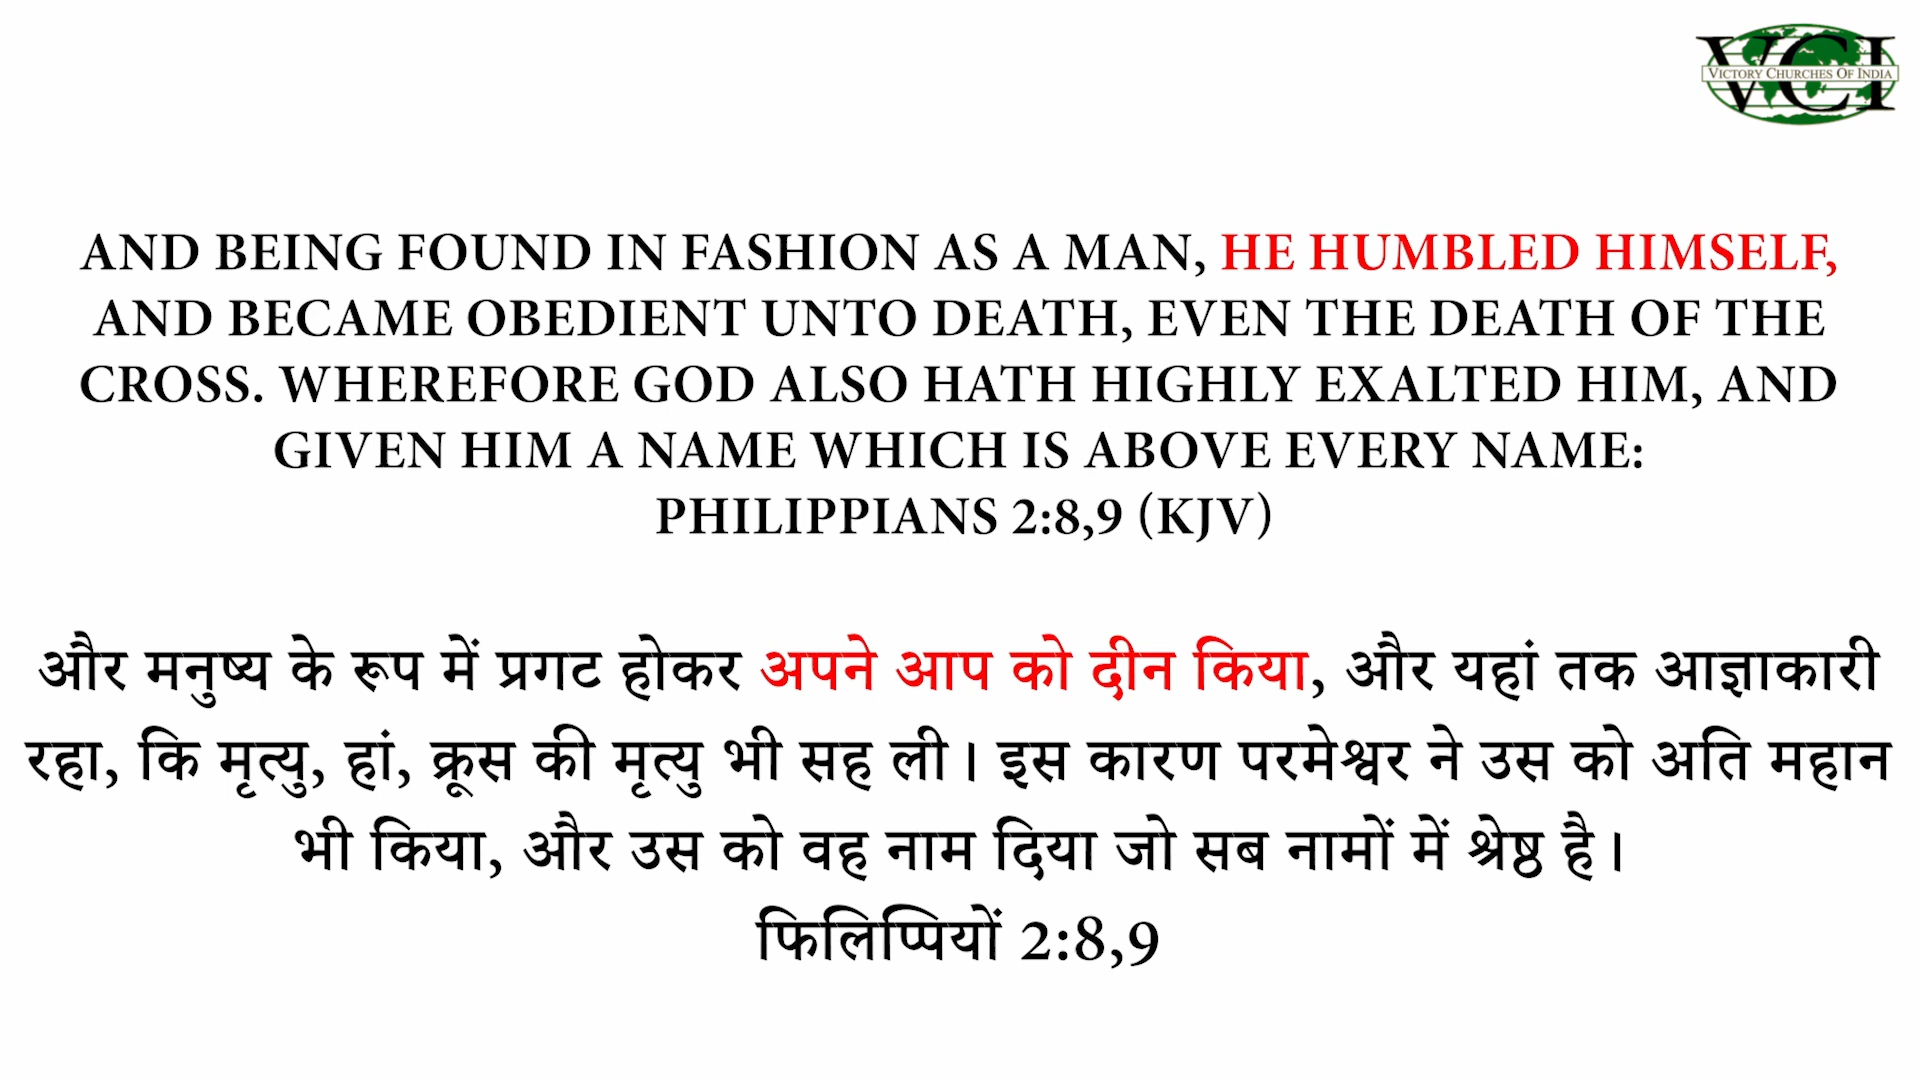 VCI
VICTORY CHURCHES OF INDIA
AND BEING FOUND IN FASHION AS A MAN, HE HUMBLED HIMSELF,
AND BECAME OBEDIENT UNTO DEATH, EVEN THE DEATH OF THE
CROSS. WHEREFORE GOD ALSO HATH HIGHLY EXALTED HIM, AND
GIVEN HIM A NAME WHICH IS ABOVE EVERY NAME:
PHILIPPIANS 2:8,9 (KJV)
और मनुष्य के रूप में प्रगट होकर अपने आप को दीन किया, और यहां तक आज्ञाकारी
रहा, कि मृत्यु, हां, क्रूस की मृत्यु भी सह ली। इस कारण परमेश्वर ने उस को अति महान
भी किया, और उस को वह नाम दिया जो सब नामों में श्रेष्ठ है।
फिलिप्पियों 2:8,9